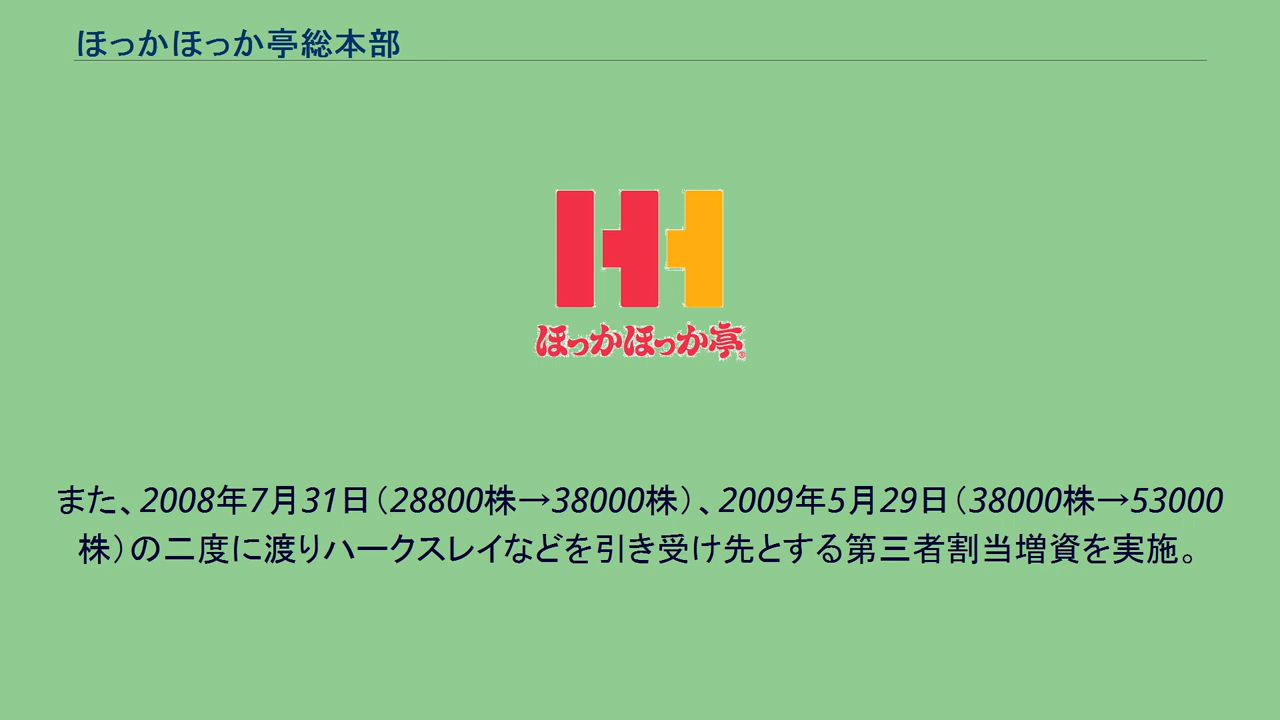 ほっかほっか亭総本部
ほっかほっか亭®
また、2008年7月31日（28800株→38000株）、2009年5月29日（38000株→53000
株）の二度に渡りハークスレイなどを引き受け先とする第三者割当増資を実施。